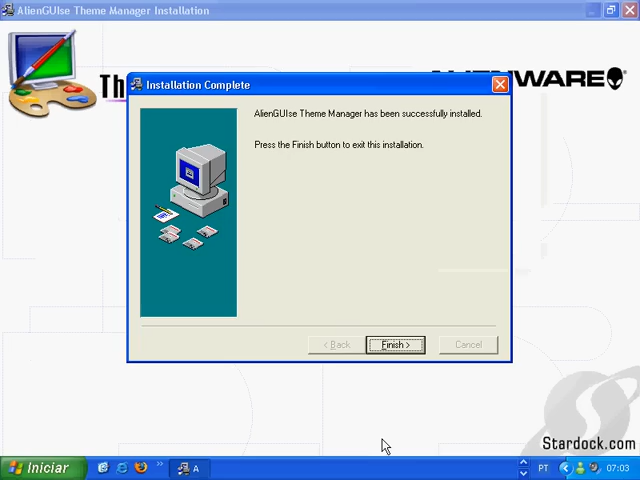 AlienGUIse Theme Manager Installation
Th
ALIENWARE
Installation Complete
AlienGUIse Theme Manager has been successfully installed.
Press the Finish button to exit this installation.
< Back
Finish >
Cancel
Stardock.com
Iniciar
A
PT
07:03